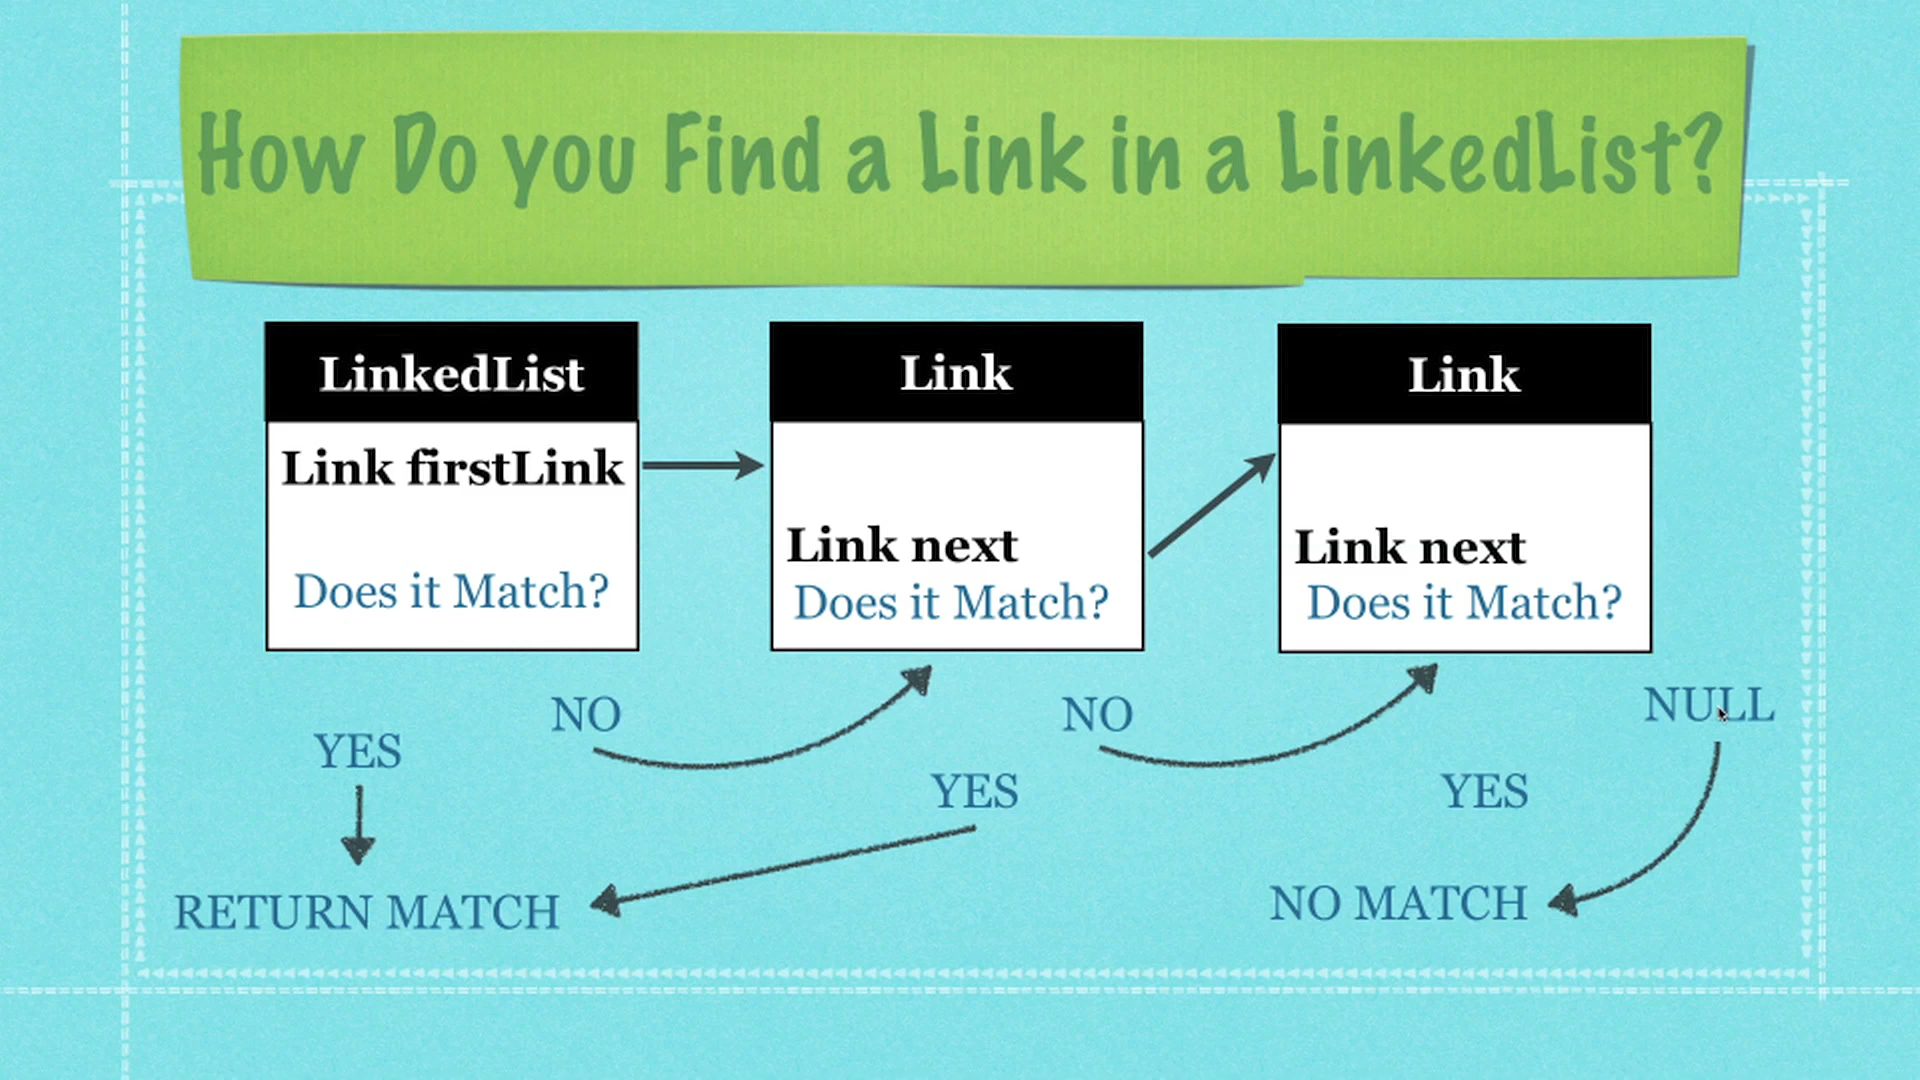 How Do you Find a Link in a LinkedList?
LinkedList
Link firstLink
Does it Match?
Link
Link next
Does it Match?
Link
Link next
Does it Match?
NO
NO
NULL
YES
YES
YES
RETURN MATCH
NO MATCH